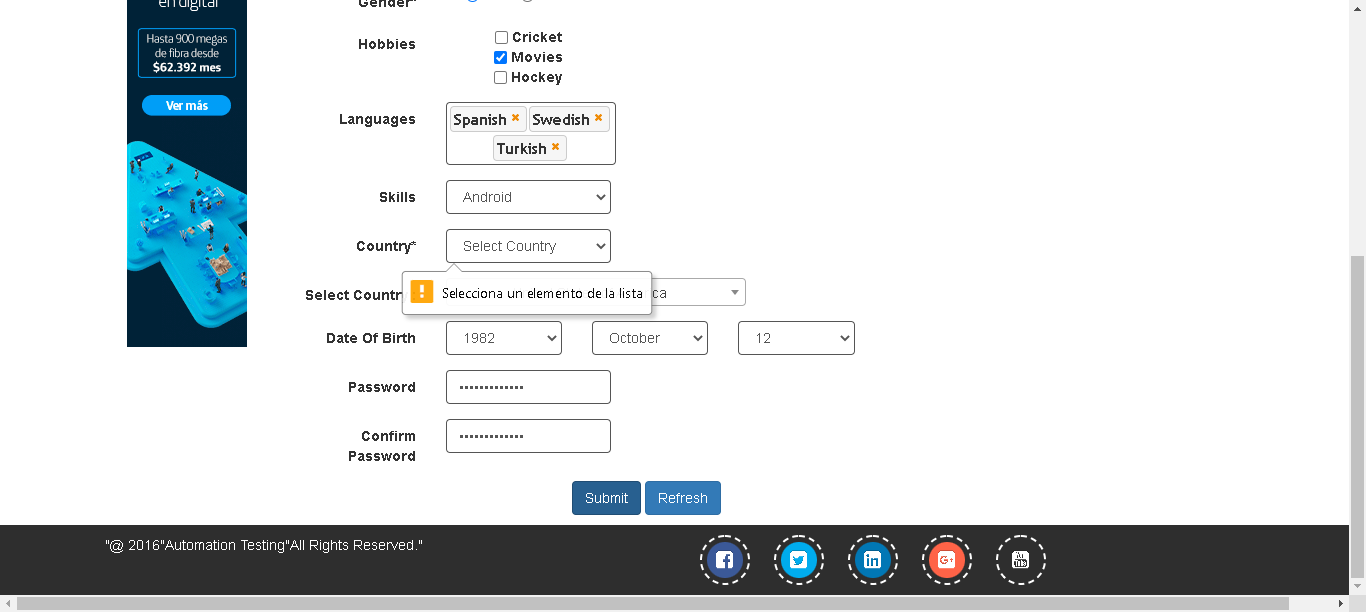 en digital
Hasta 900 megas
de fibra desde
$62.392 mes
Ver más
Gender*
Hobbies
Cricket
Movies
Hockey
Languages
Spanish
Swedish
Turkish
Skills
Android
Country*
Select Country
Selecciona un elemento de la lista
Select Countr
ca
Date Of Birth
1982
October
12
Password
Confirm
Password
Submit
Refresh
"@ 2016"Automation Testing"All Rights Reserved."